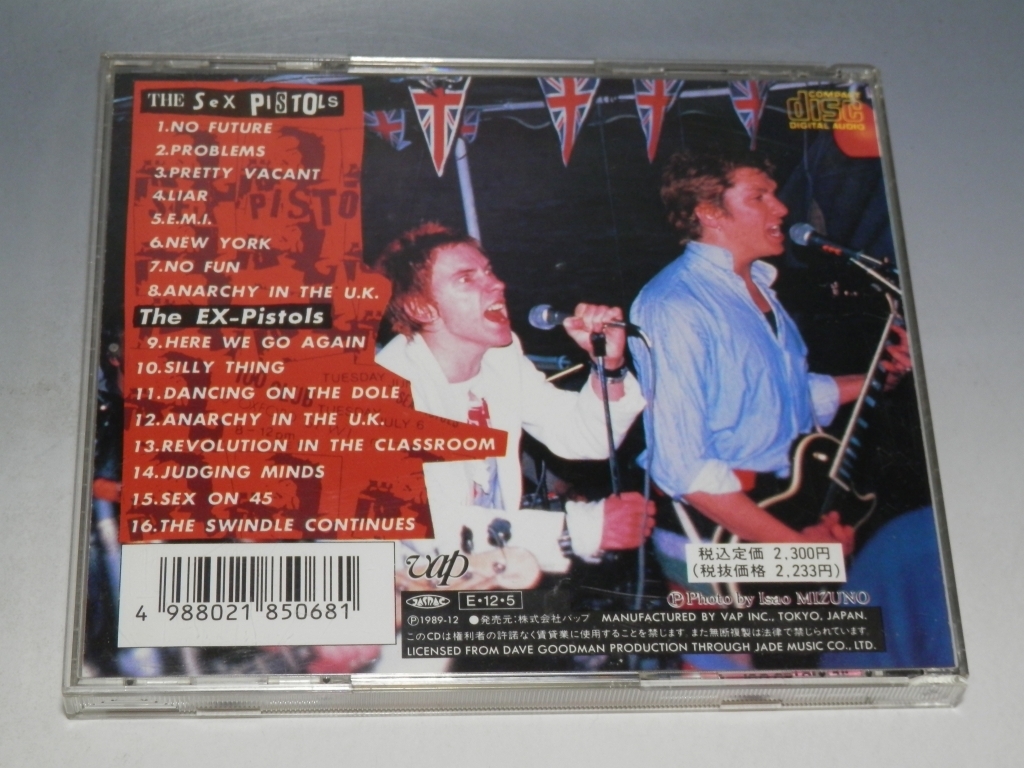 THE SeX PISTOLS
1.NO FUTURE
2.PROBLEMS
3.PRETTY VACANT
4.LIAR
5.E.M.I.
6.NEW YORK
7.NO FUN
8.ANARCHY IN THE U.K.
The EX-Pistols
9.HERE WE GO AGAIN
10.SILLY THING
11.DANCING ON THE DOLE
12.ANARCHY IN THE U.K.
13.REVOLUTION IN THE CLASSROOM
14.JUDGING MINDS
15.SEX ON 45
16.THE SWINDLE CONTINUES
COMPACT
disc
DIGITAL AUDIO
4 988021 850681
vap
税込定価 2,300円
(税抜価格 2,233円)
Ⓟ Photo by Isao MIZUNO
JASRAC E・12・5
Ⓟ1989-12 ●発売元:株式会社バップ MANUFACTURED BY VAP INC., TOKYO, JAPAN.
このCDは権利者の許諾なく賃貸業に使用することを禁じます. また無断複製は法律で禁じられています.
LICENSED FROM DAVE GOODMAN PRODUCTION THROUGH JADE MUSIC CO., LTD.